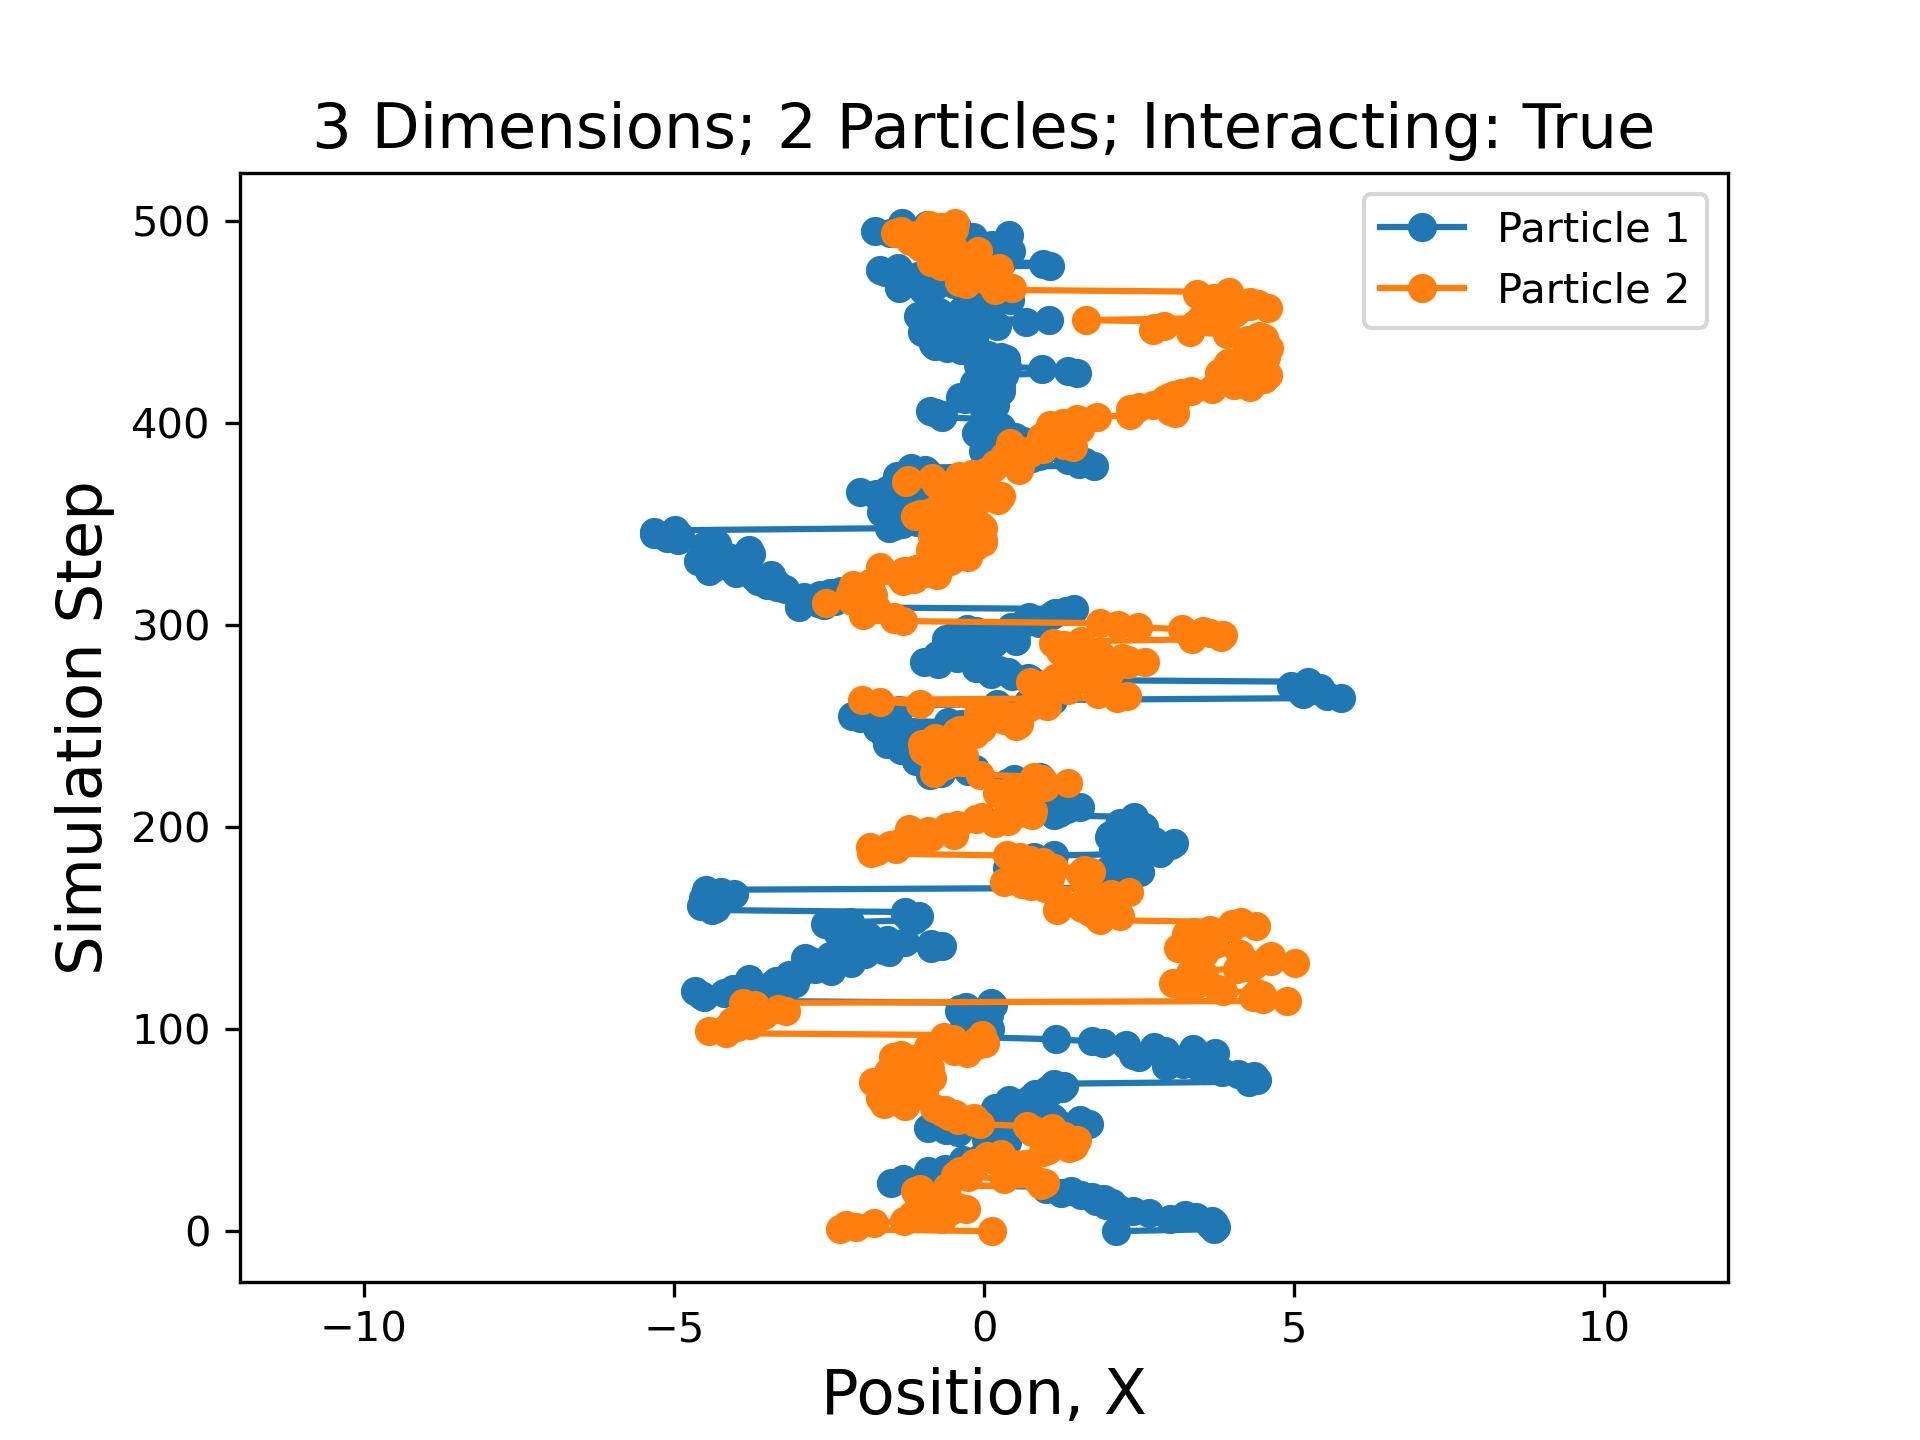 3 Dimensions; 2 Particles; Interacting: True
Particle 1
Particle 2
Simulation Step
500
400
300
200
100
0
−10
−5
0
5
10
Position, X